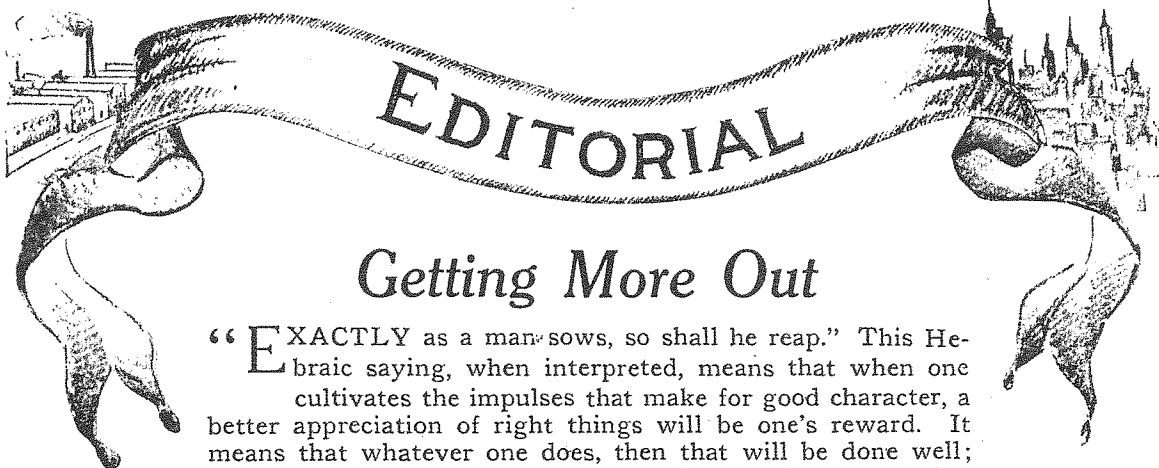 EDITORIAL
Getting More Out
“EXACTLY as a man sows, so shall he reap.” This He-
braic saying, when interpreted, means that when one
cultivates the impulses that make for good character, a
better appreciation of right things will be one's reward. It
means that whatever one does, then that will be done well;